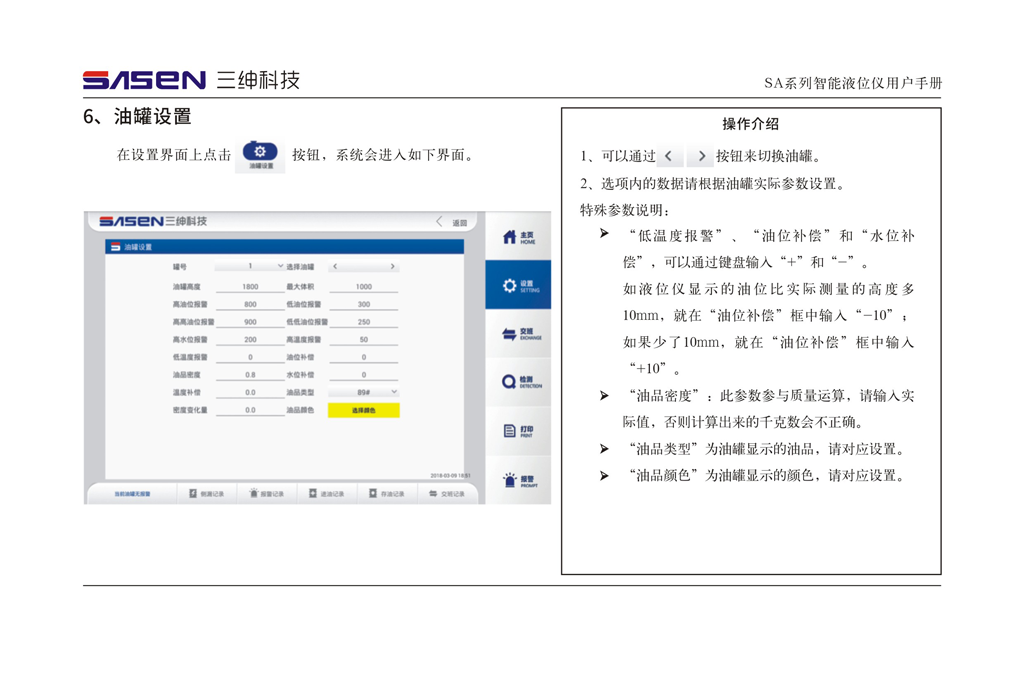 SASEN 三绅科技
SA系列智能液位仪用户手册
6、油罐设置
在设置界面上点击 油罐设置 按钮，系统会进入如下界面。
SASEN三绅科技
返回
油罐设置
罐号 1 选择油罐
油罐高度 1800 最大体积 1000
高油位报警 800 低油位报警 300
高高油位报警 900 低低油位报警 250
高水位报警 200 高温度报警 50
低温度报警 0 油位补偿 0
油品密度 0.8 水位补偿 0
温度补偿 0.0 油品类型 89#
密度变化量 0.0 油品颜色 选择颜色
2018-03-09 18:51
当前油罐无报警 侧漏记录 报警记录 进油记录 存油记录 交班记录
主页
HOME
设置
SETTING
交班
EXCHANGE
检测
DETECTION
打印
PRINT
报警
PROMPT
操作介绍
1、可以通过 < > 按钮来切换油罐。
2、选项内的数据请根据油罐实际参数设置。
特殊参数说明：
➤ “低温度报警”、“油位补偿”和“水位补
偿”，可以通过键盘输入“+”和“−”。
如液位仪显示的油位比实际测量的高度多
10mm，就在“油位补偿”框中输入“−10”；
如果少了10mm，就在“油位补偿”框中输入
“+10”。
➤ “油品密度”：此参数参与质量运算，请输入实
际值，否则计算出来的千克数会不正确。
➤ “油品类型”为油罐显示的油品，请对应设置。
➤ “油品颜色”为油罐显示的颜色，请对应设置。